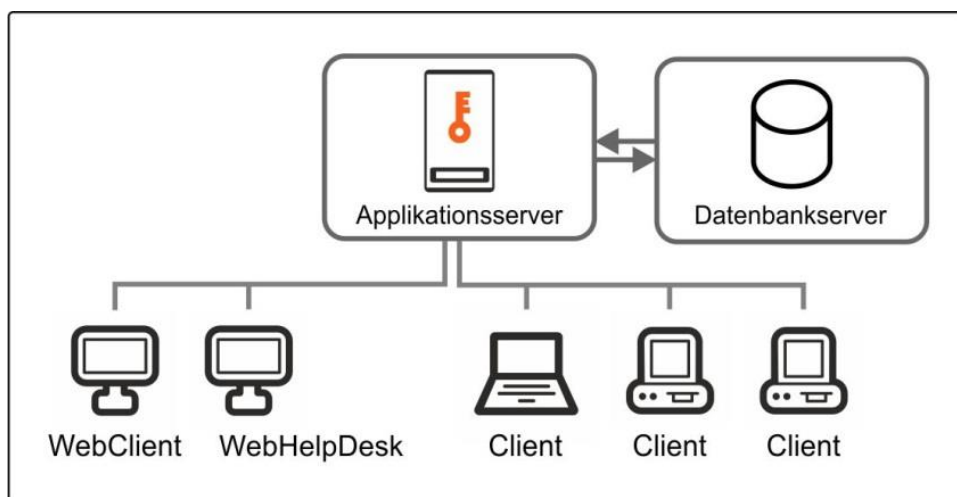 Applikationsserver
Datenbankserver
WebClient
WebHelpDesk
Client
Client
Client